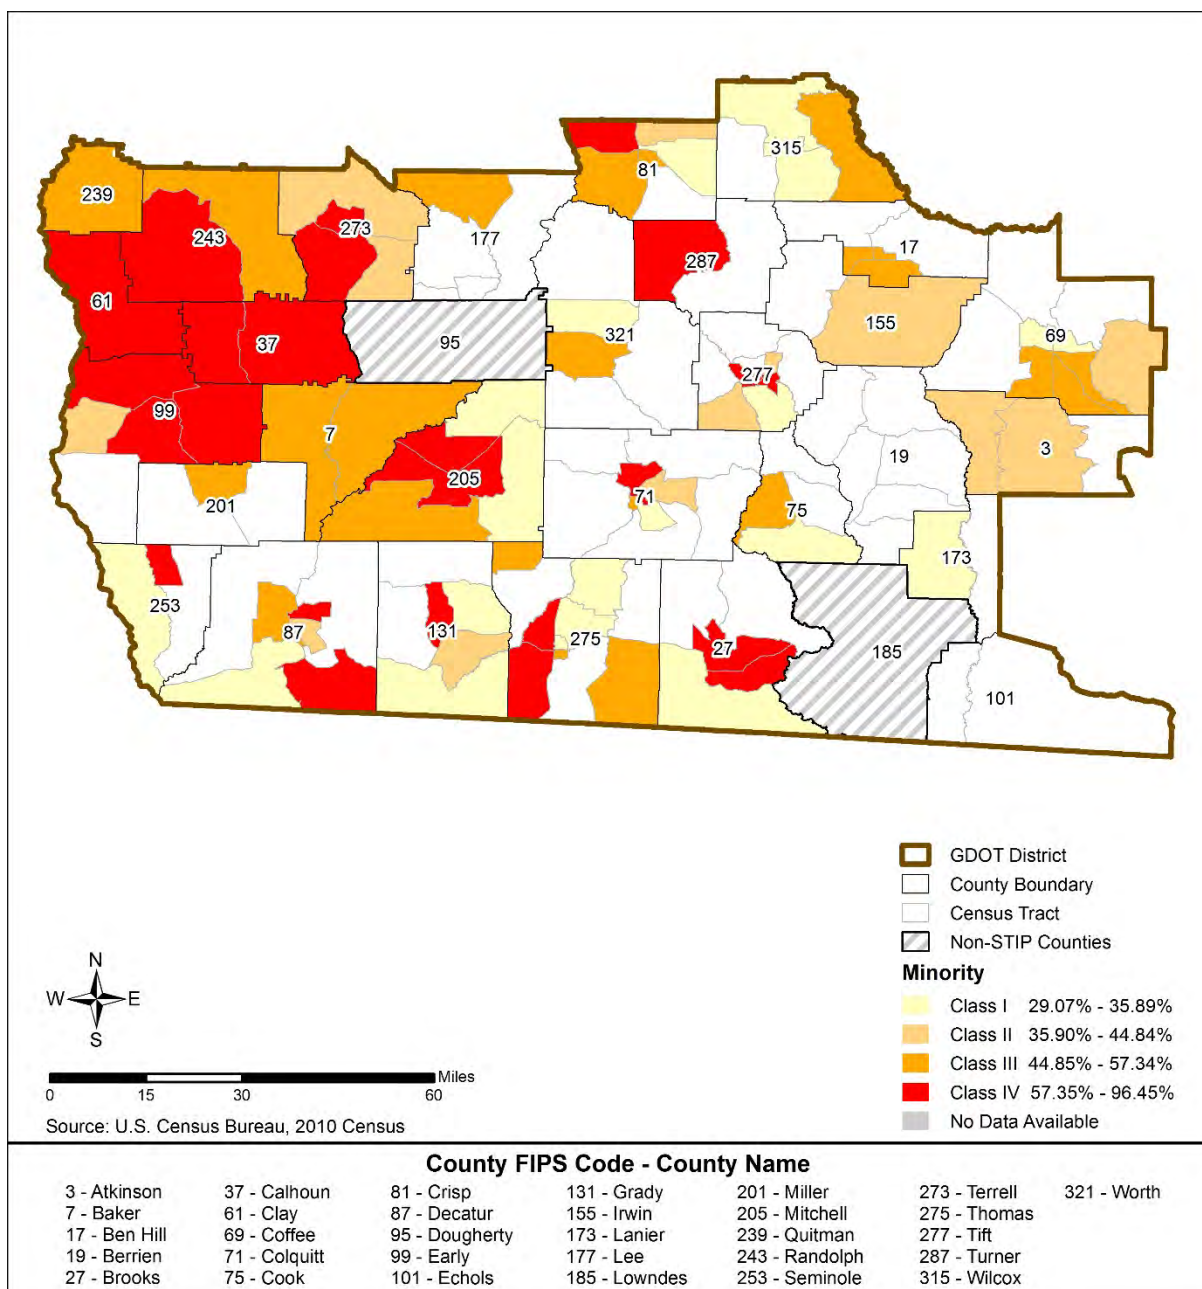 315
81
239
273
243
177
17
287
61
155
321
69
37
95
277
99
7
3
205
19
201
71
75
173
253
87
131
275
27
185
101
GDOT District
County Boundary
Census Tract
Non-STIP Counties
Minority
Class I 29.07% - 35.89%
Class II 35.90% - 44.84%
Class III 44.85% - 57.34%
Class IV 57.35% - 96.45%
No Data Available
N
W E
S
Miles
0 15 30 60
Source: U.S. Census Bureau, 2010 Census
County FIPS Code - County Name
3 - Atkinson 37 - Calhoun 81 - Crisp 131 - Grady 201 - Miller 273 - Terrell 321 - Worth
7 - Baker 61 - Clay 87 - Decatur 155 - Irwin 205 - Mitchell 275 - Thomas
17 - Ben Hill 69 - Coffee 95 - Dougherty 173 - Lanier 239 - Quitman 277 - Tift
19 - Berrien 71 - Colquitt 99 - Early 177 - Lee 243 - Randolph 287 - Turner
27 - Brooks 75 - Cook 101 - Echols 185 - Lowndes 253 - Seminole 315 - Wilcox